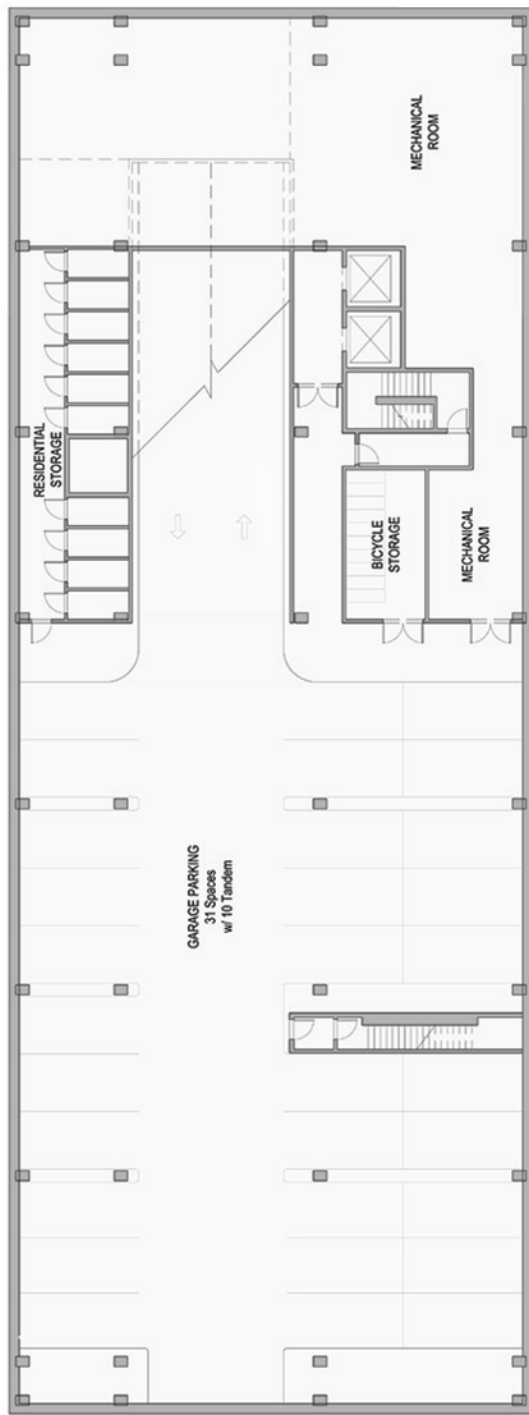 MECHANICAL
ROOM
RESIDENTIAL
STORAGE
BICYCLE
STORAGE
MECHANICAL
ROOM
GARAGE PARKING
31 Spaces
w/ 10 Tandem